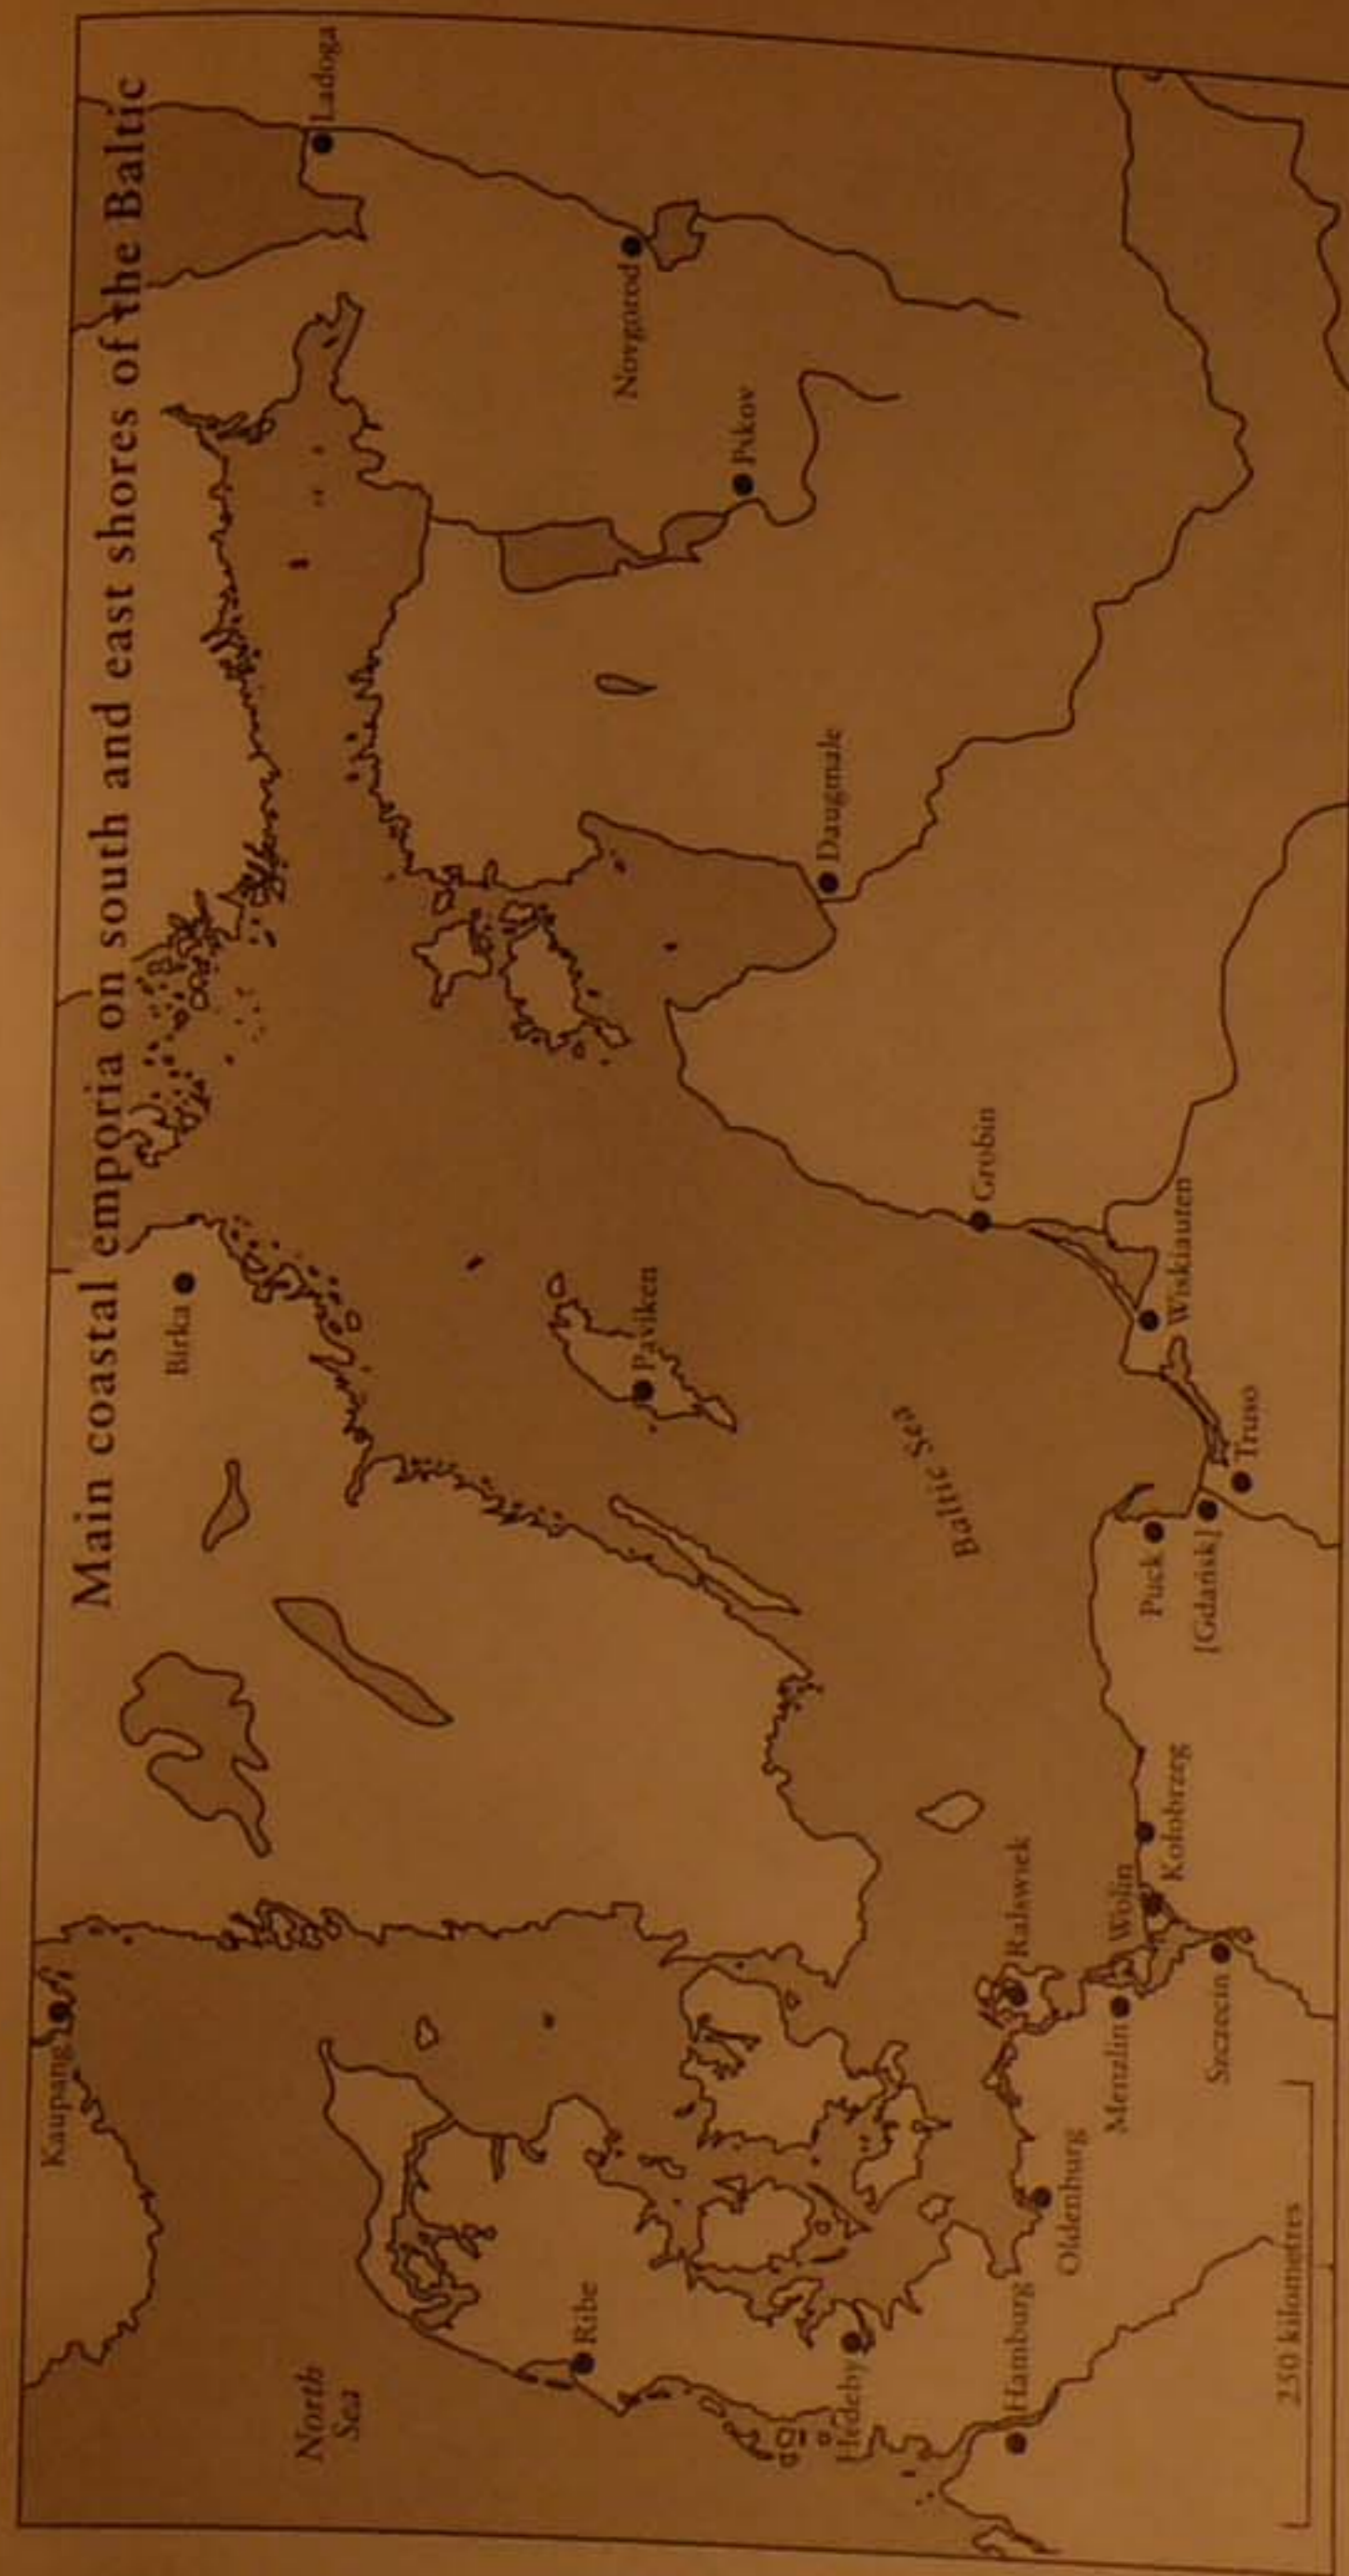 Main coastal emporia on south and east shores of the Baltic
Kaupang
Birka
Ladoga
North
Sea
Novgorod
Pskov
Ribe
Paviken
Daugmale
Hedeby
Baltic Sea
Grobin
Hamburg
Ralswiek
Oldenburg
Menzlin
Wolin
Kołobrzeg
Puck
Wiskiauten
[Gdańsk]
Truso
Szczecin
250 kilometres